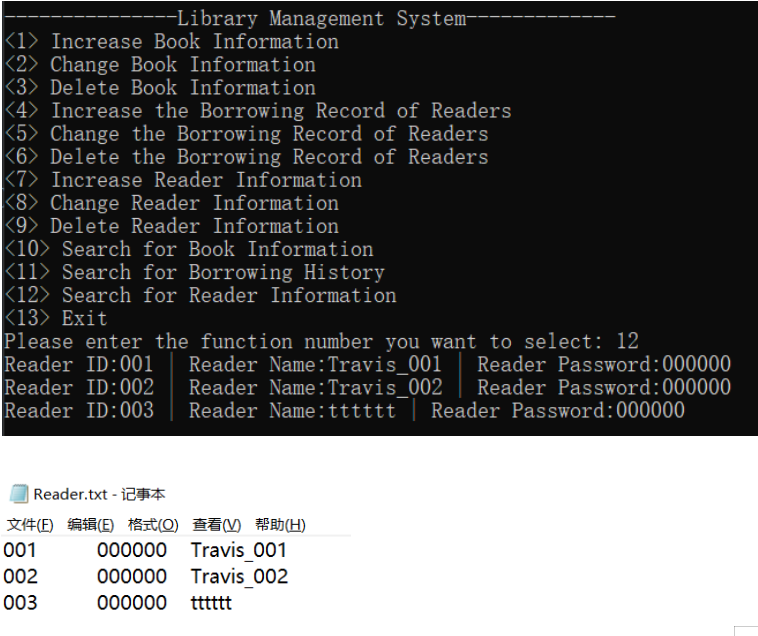 ---------------Library Management System-------------
<1> Increase Book Information
<2> Change Book Information
<3> Delete Book Information
<4> Increase the Borrowing Record of Readers
<5> Change the Borrowing Record of Readers
<6> Delete the Borrowing Record of Readers
<7> Increase Reader Information
<8> Change Reader Information
<9> Delete Reader Information
<10> Search for Book Information
<11> Search for Borrowing History
<12> Search for Reader Information
<13> Exit
Please enter the function number you want to select: 12
Reader ID:001 | Reader Name:Travis_001 | Reader Password:000000
Reader ID:002 | Reader Name:Travis_002 | Reader Password:000000
Reader ID:003 | Reader Name:tttttt | Reader Password:000000
Reader.txt - 记事本
文件(F) 编辑(E) 格式(O) 查看(V) 帮助(H)
001 000000 Travis_001
002 000000 Travis_002
003 000000 tttttt